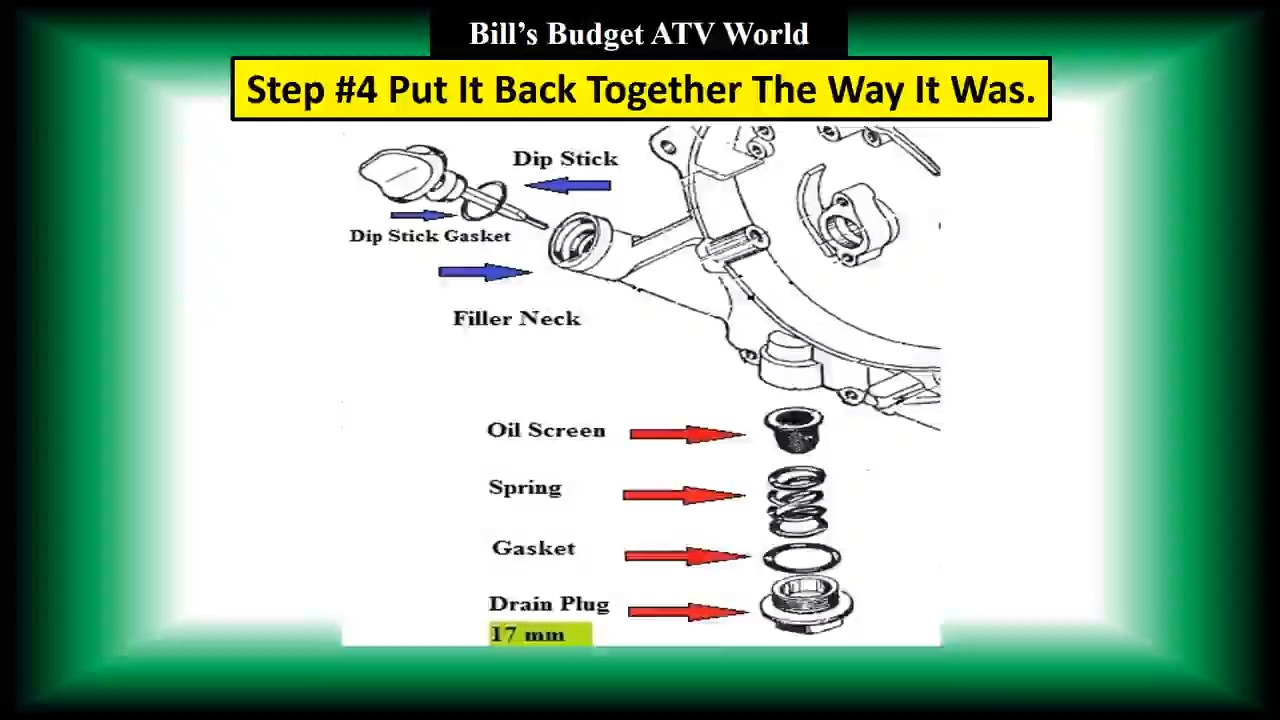 Bill's Budget ATV World
Step #4 Put It Back Together The Way It Was.
Dip Stick
Dip Stick Gasket
Filler Neck
Oil Screen
Spring
Gasket
Drain Plug
17 mm